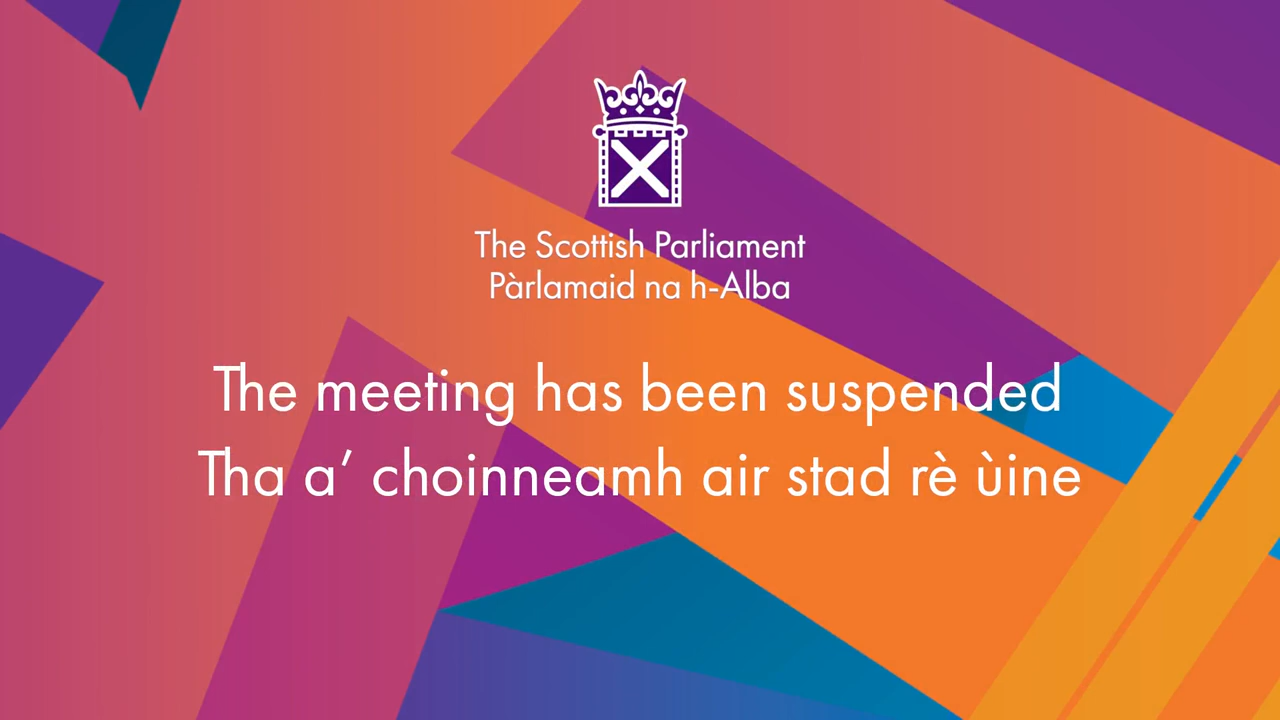 The Scottish Parliament
Pàrlamaid na h-Alba
The meeting has been suspended
Tha a’ choinneamh air stad rè ùine